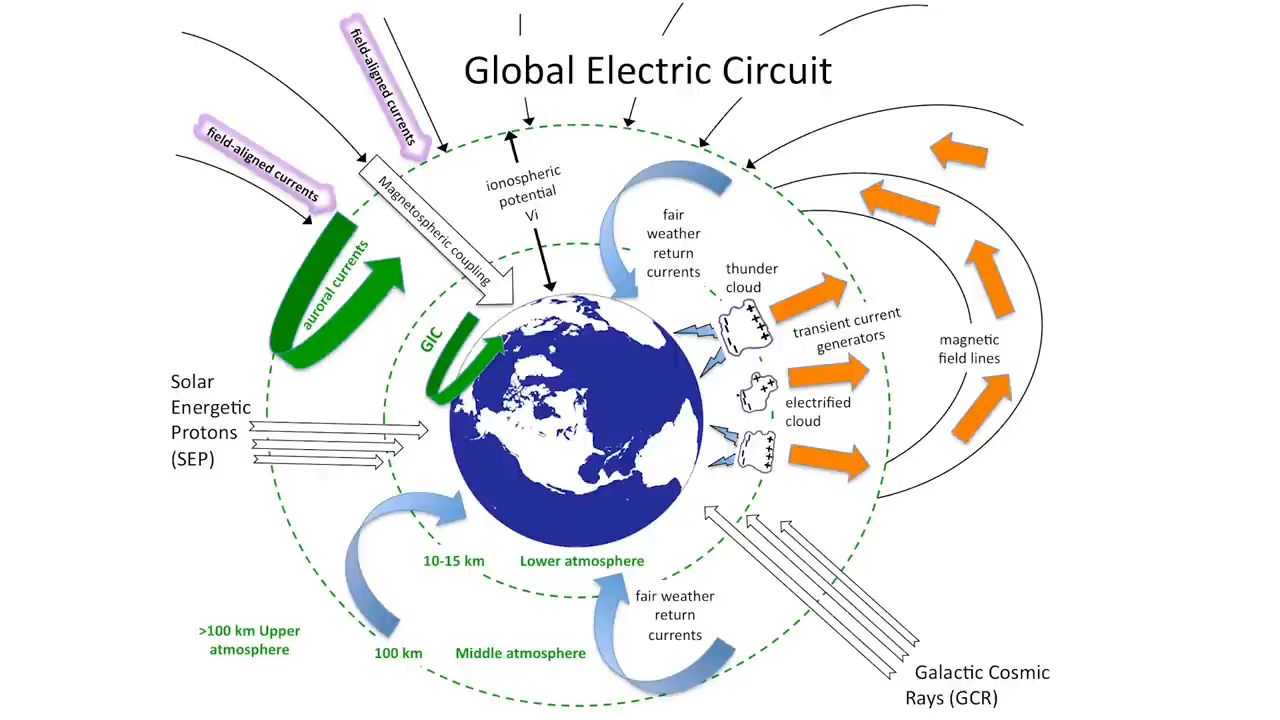 Global Electric Circuit
field-aligned currents
field-aligned currents
Magnetospheric coupling
ionospheric
potential
Vi
fair
weather
return
currents
thunder
cloud
auroral currents
GIC
transient current
generators
magnetic
field lines
electrified
cloud
Solar
Energetic
Protons
(SEP)
10-15 km
Lower atmosphere
fair weather
return
currents
>100 km Upper
atmosphere
100 km
Middle atmosphere
Galactic Cosmic
Rays (GCR)